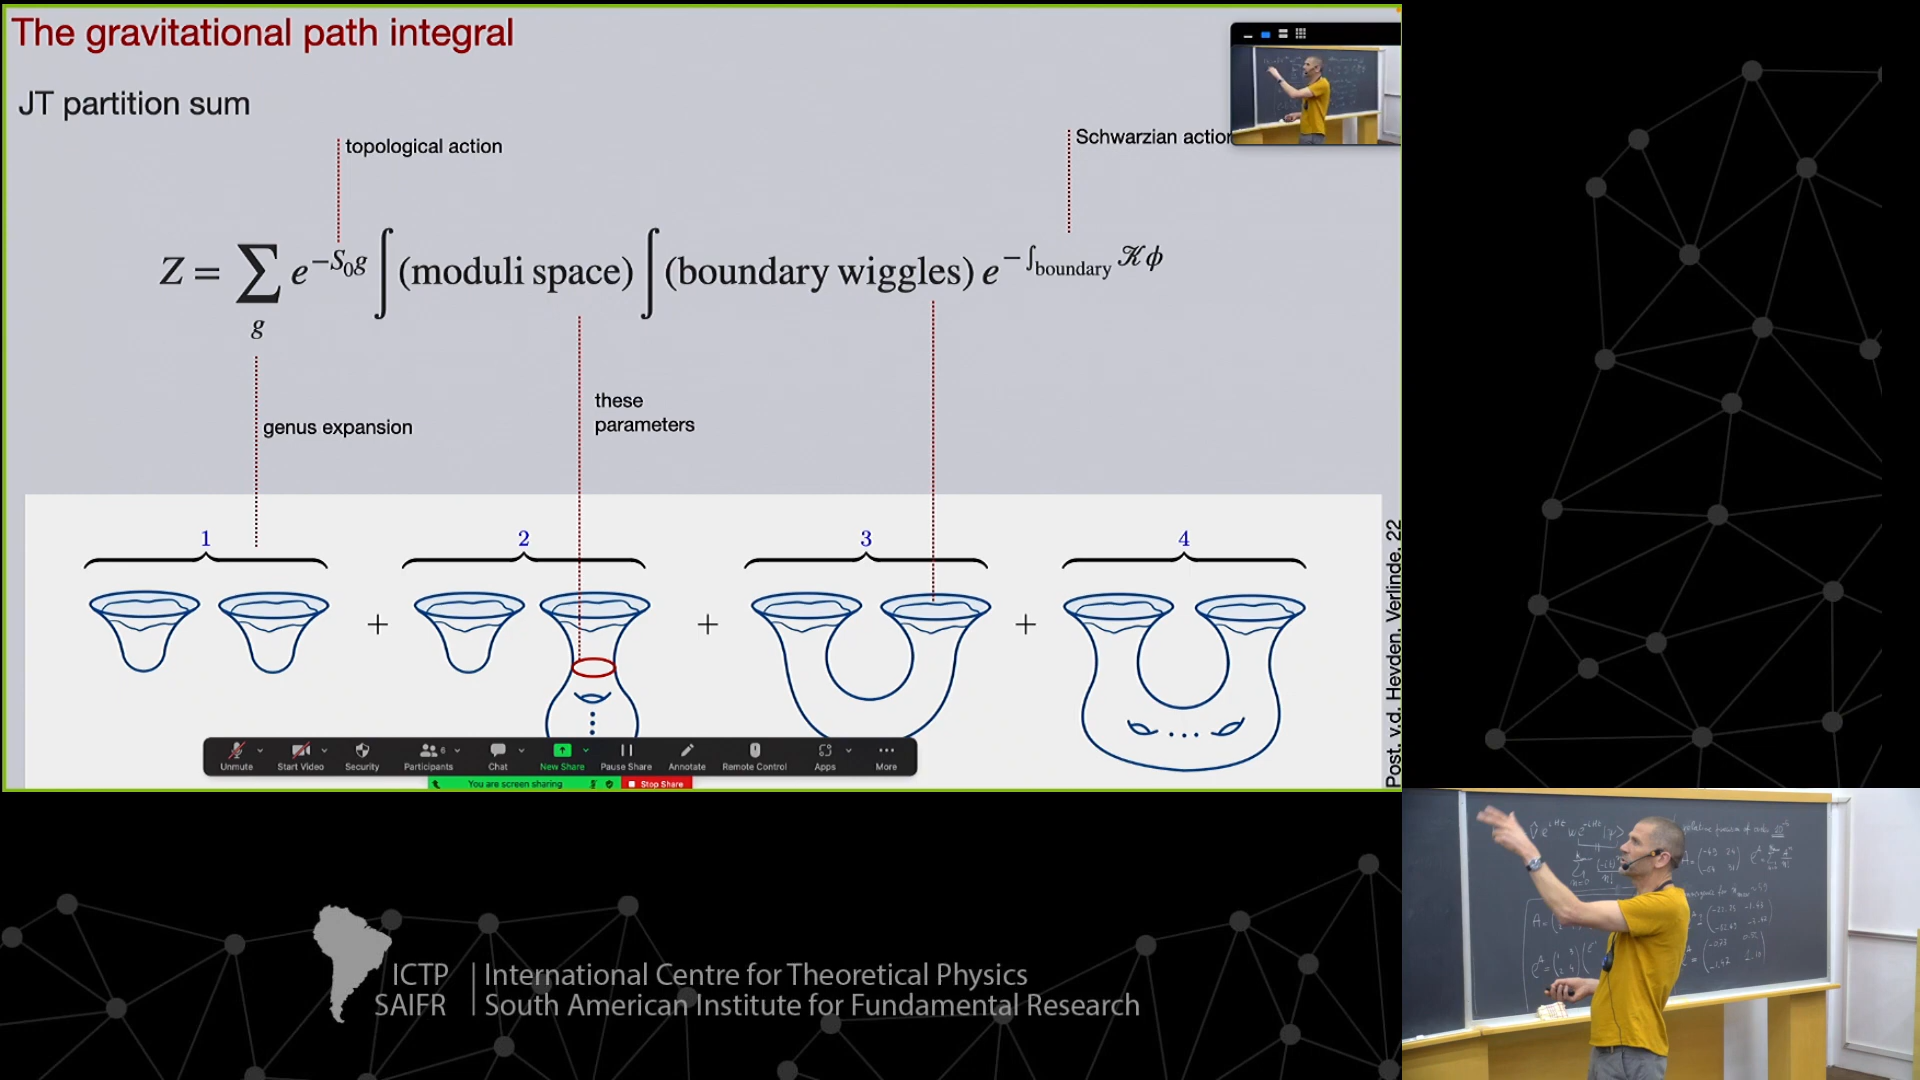 The gravitational path integral
JT partition sum
topological action
Schwarzian action
Z = ∑_g e^{−S₀g} ∫ (moduli space) ∫ (boundary wiggles) e^{−∫_boundary 𝒦ϕ}
these
parameters
genus expansion
1 2 3 4
+ + +
Post, v.d. Heyden, Verlinde, 22
Unmute Start Video Security Participants 6 Chat New Share Pause Share Annotate Remote Control Apps More
You are screen sharing Stop Share
ICTP International Centre for Theoretical Physics
SAIFR South American Institute for Fundamental Research